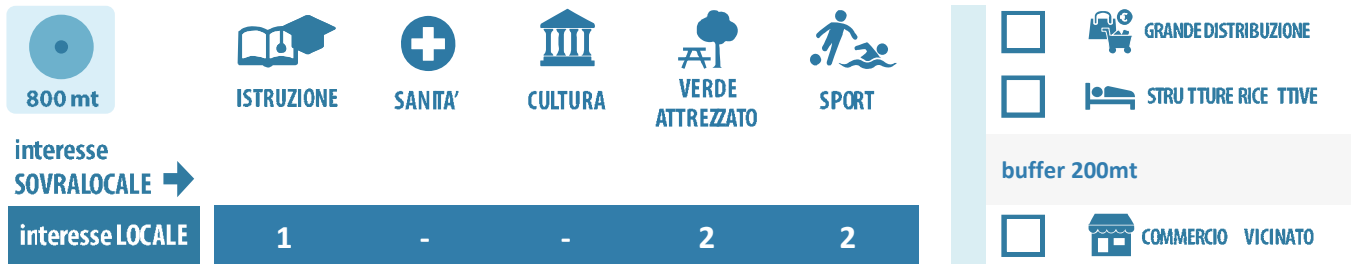 800 mt
ISTRUZIONE
SANITA'
CULTURA
VERDE
ATTREZZATO
SPORT
interesse
SOVRALOCALE
interesse LOCALE
1 - - 2 2
€
GRANDE DISTRIBUZIONE
STRU TTURE RICE TTIVE
buffer 200mt
COMMERCIO VICINATO